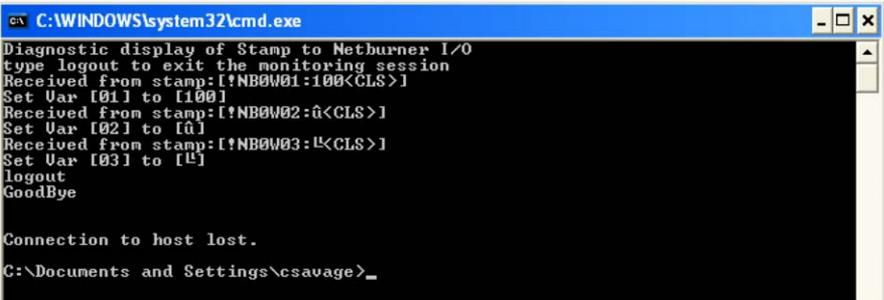 C:\WINDOWS\system32\cmd.exe
Diagnostic display of Stamp to Netburner I/O
type logout to exit the monitoring session
Received from stamp:[!NB0W01:100<CLS>]
Set Var [01] to [100]
Received from stamp:[!NB0W02:û<CLS>]
Set Var [02] to [û]
Received from stamp:[!NB0W03:╚<CLS>]
Set Var [03] to [╚]
logout
GoodBye
Connection to host lost.
C:\Documents and Settings\csavage>_